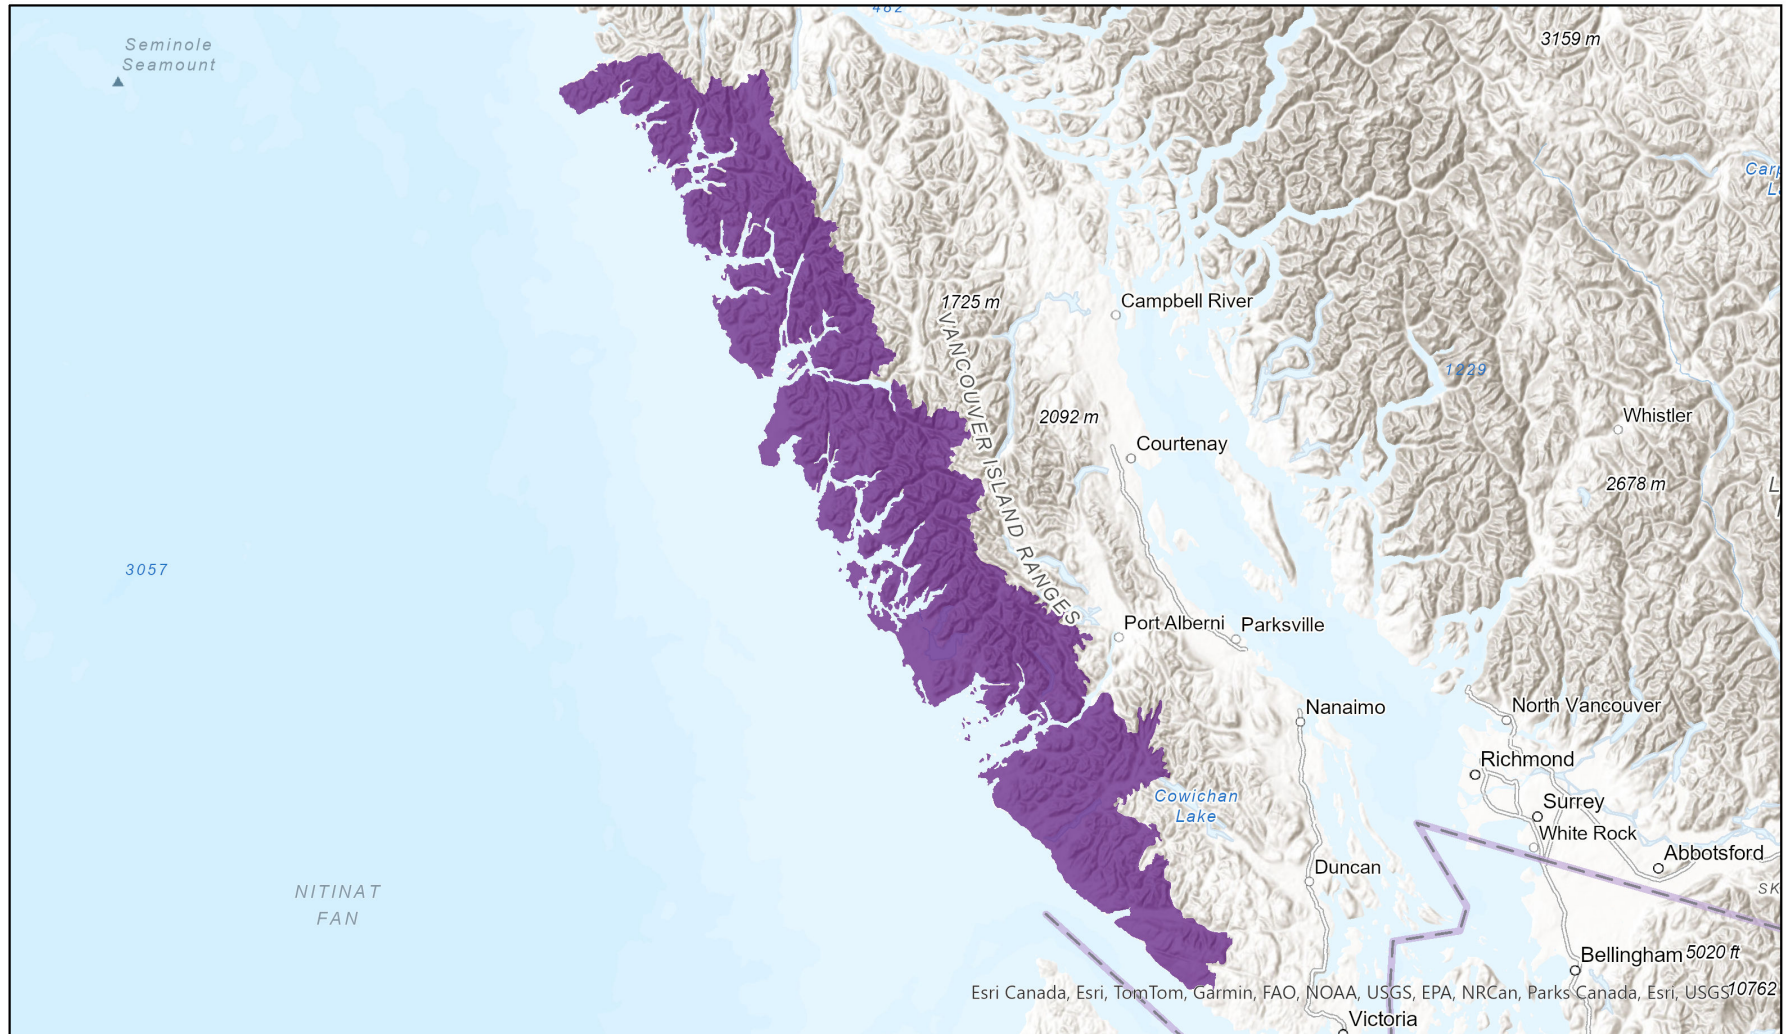 482
Seminole
Seamount
3159 m
1725 m
Campbell River
VANCOUVER ISLAND RANGES
1229
2092 m
Whistler
Courtenay
2678 m
3057
Port Alberni
Parksville
Nanaimo
North Vancouver
Richmond
Cowichan
Lake
Surrey
White Rock
Abbotsford
Duncan
NITINAT
FAN
SK
Bellingham
5020 ft
Esri Canada, Esri, TomTom, Garmin, FAO, NOAA, USGS, EPA, NRCan, Parks Canada, Esri, USGS
10762
Victoria